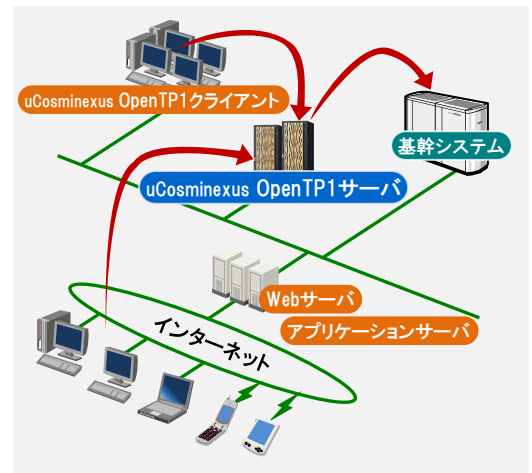 uCosminexus OpenTP1クライアント
基幹システム
uCosminexus OpenTP1サーバ
Webサーバ
アプリケーションサーバ
インターネット